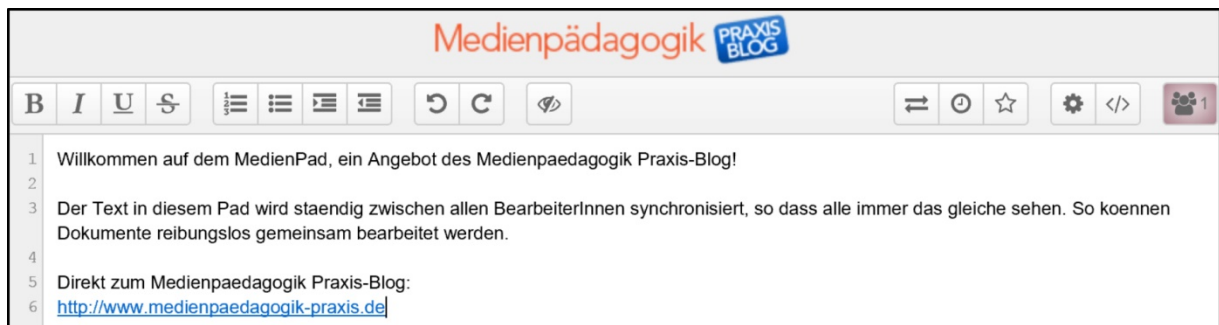 Medienpädagogik PRAXIS BLOG
B I U S 1
1 Willkommen auf dem MedienPad, ein Angebot des Medienpaedagogik Praxis-Blog!
2
3 Der Text in diesem Pad wird staendig zwischen allen BearbeiterInnen synchronisiert, so dass alle immer das gleiche sehen. So koennen
Dokumente reibungslos gemeinsam bearbeitet werden.
4
5 Direkt zum Medienpaedagogik Praxis-Blog:
6 http://www.medienpaedagogik-praxis.de